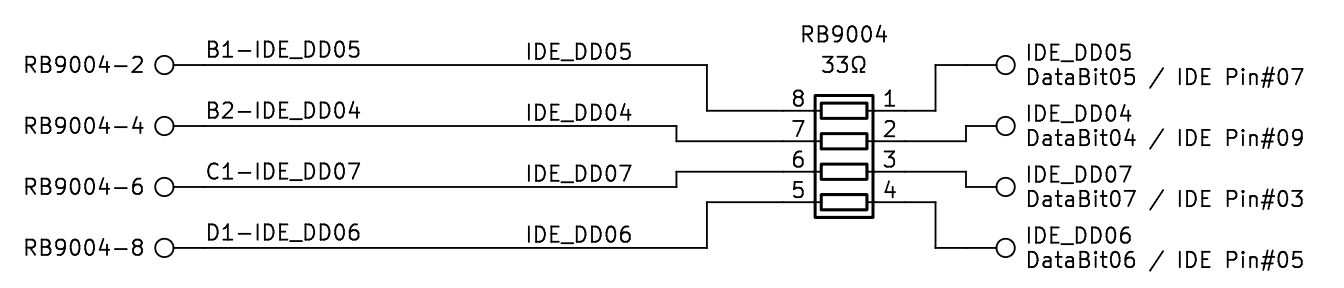 RB9004
33Ω
RB9004-2 B1-IDE_DD05 IDE_DD05 IDE_DD05
DataBit05 / IDE Pin#07
8 1
RB9004-4 B2-IDE_DD04 IDE_DD04 IDE_DD04
7 2
DataBit04 / IDE Pin#09
6 3
RB9004-6 C1-IDE_DD07 IDE_DD07 IDE_DD07
DataBit07 / IDE Pin#03
5 4
RB9004-8 D1-IDE_DD06 IDE_DD06 IDE_DD06
DataBit06 / IDE Pin#05